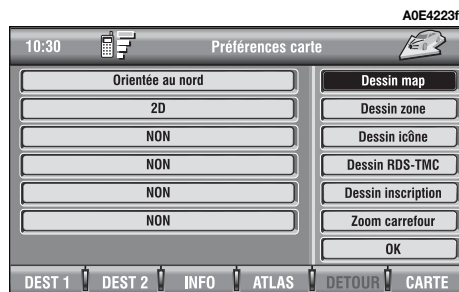 A0E4223f
10:30 Préférences carte
Orientée au nord Dessin map
2D Dessin zone
NON Dessin icône
NON Dessin RDS-TMC
NON Dessin inscription
NON Zoom carrefour
OK
DEST 1 DEST 2 INFO ATLAS DETOUR CARTE